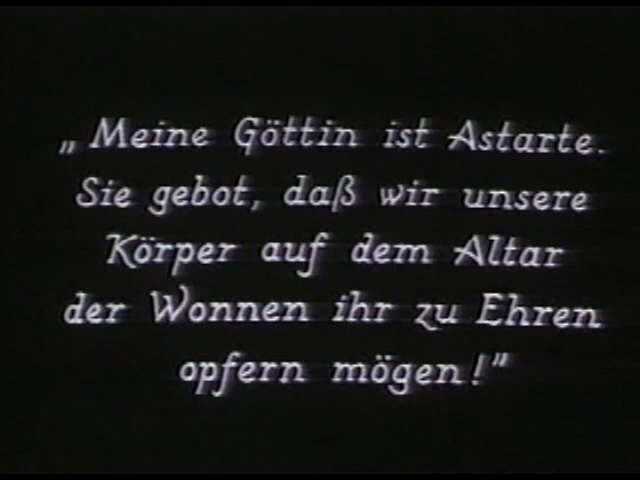 „Meine Göttin ist Astarte.
Sie gebot, daß wir unsere
Körper auf dem Altar
der Wonnen ihr zu Ehren
opfern mögen!"